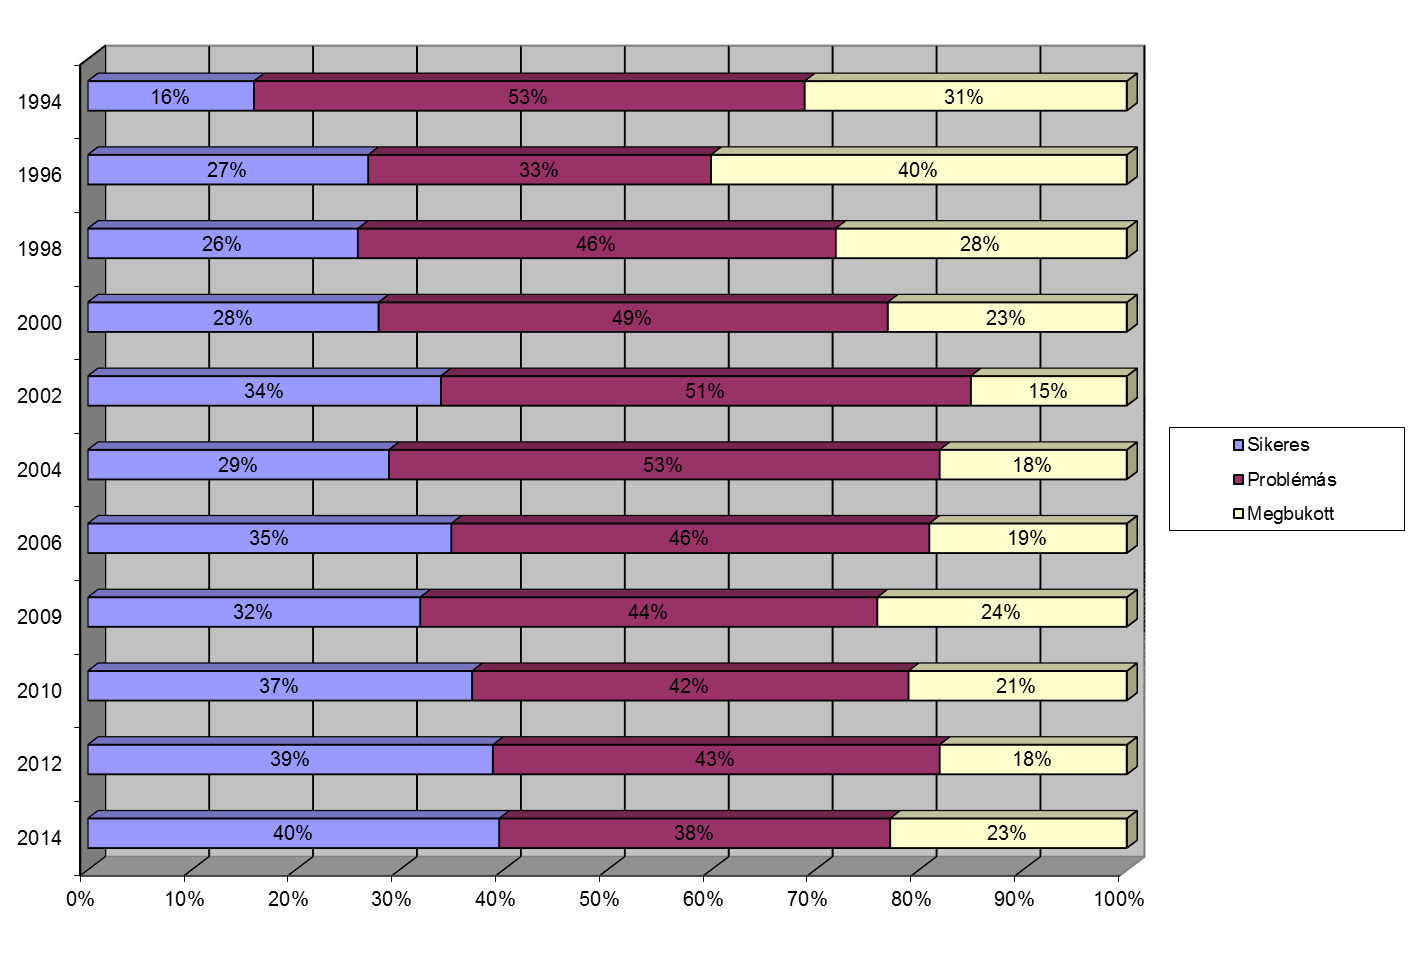 1994 16% 53% 31%
1996 27% 33% 40%
1998 26% 46% 28%
2000 28% 49% 23%
2002 34% 51% 15%
2004 29% 53% 18%
2006 35% 46% 19%
2009 32% 44% 24%
2010 37% 42% 21%
2012 39% 43% 18%
2014 40% 38% 23%
0% 10% 20% 30% 40% 50% 60% 70% 80% 90% 100%
Sikeres
Problémás
Megbukott